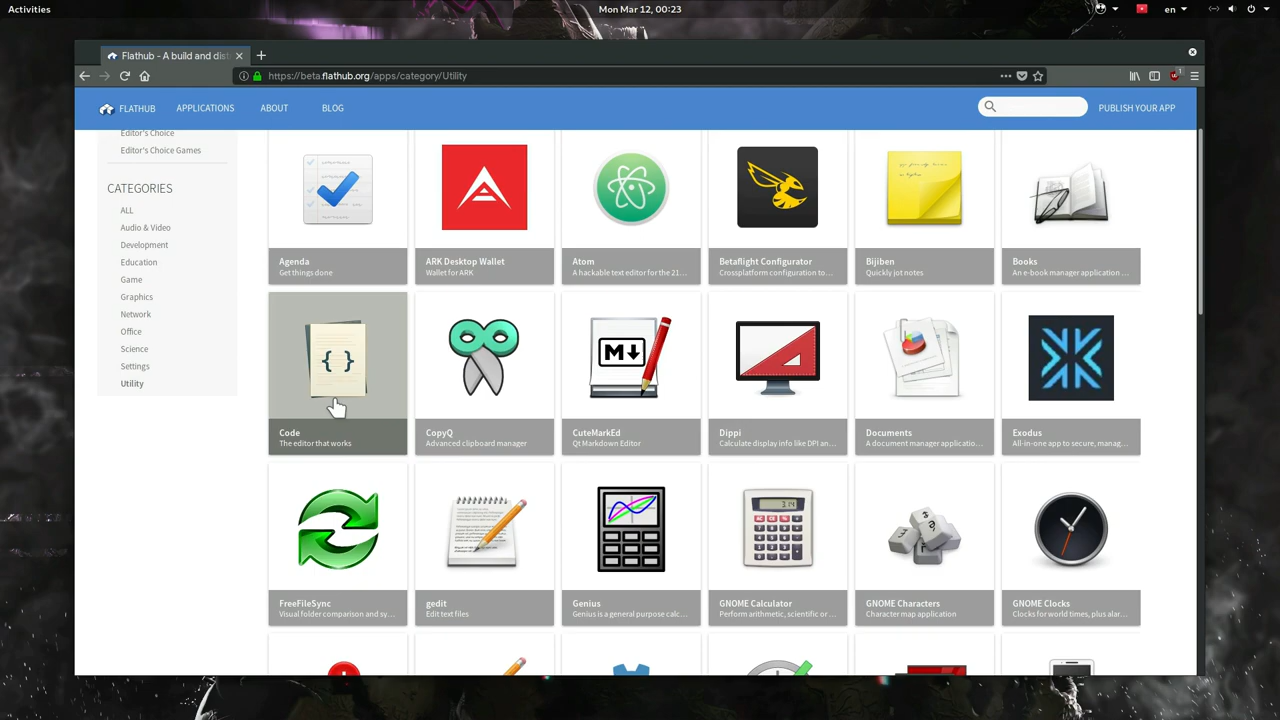 Activities
Mon Mar 12, 00:23
en
Flathub - A build and dist
https://beta.flathub.org/apps/category/Utility
1
FLATHUB
APPLICATIONS
ABOUT
BLOG
PUBLISH YOUR APP
Editor's Choice
Editor's Choice Games
CATEGORIES
ALL
Audio & Video
Development
Education
Game
Graphics
Network
Office
Science
Settings
Utility
Agenda
Get things done
ARK Desktop Wallet
Wallet for ARK
Atom
A hackable text editor for the 21...
Betaflight Configurator
Crossplatform configuration to...
Bijiben
Quickly jot notes
Books
An e-book manager application ...
{ }
Code
The editor that works
CopyQ
Advanced clipboard manager
M↓
CuteMarkEd
Qt Markdown Editor
Dippi
Calculate display info like DPI an...
Documents
A document manager applicatio...
Exodus
All-in-one app to secure, manag...
FreeFileSync
Visual folder comparison and sy...
gedit
Edit text files
Genius
Genius is a general purpose calc...
3.14
GNOME Calculator
Perform arithmetic, scientific or ...
GNOME Characters
Character map application
GNOME Clocks
Clocks for world times, plus alar...